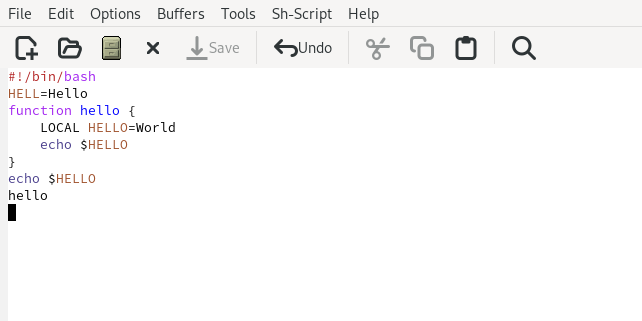 File Edit Options Buffers Tools Sh-Script Help
Save Undo
#!/bin/bash
HELL=Hello
function hello {
    LOCAL HELLO=World
    echo $HELLO
}
echo $HELLO
hello